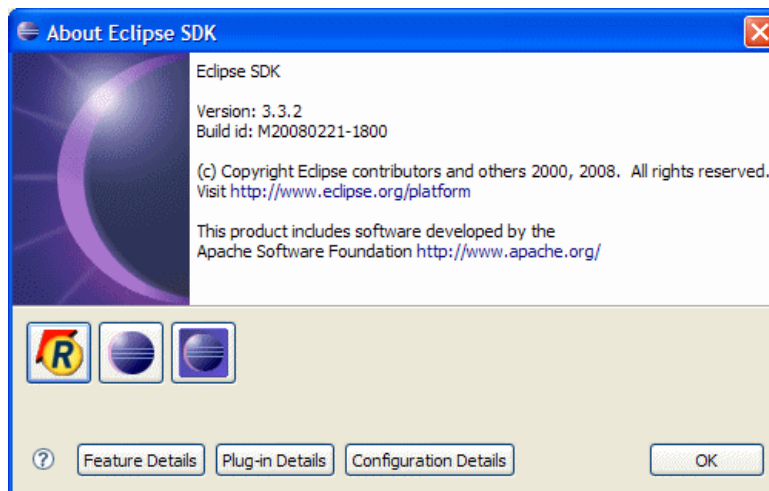 About Eclipse SDK
Eclipse SDK
Version: 3.3.2
Build id: M20080221-1800
(c) Copyright Eclipse contributors and others 2000, 2008.  All rights reserved.
Visit http://www.eclipse.org/platform
This product includes software developed by the
Apache Software Foundation http://www.apache.org/
R
? Feature Details Plug-in Details Configuration Details OK